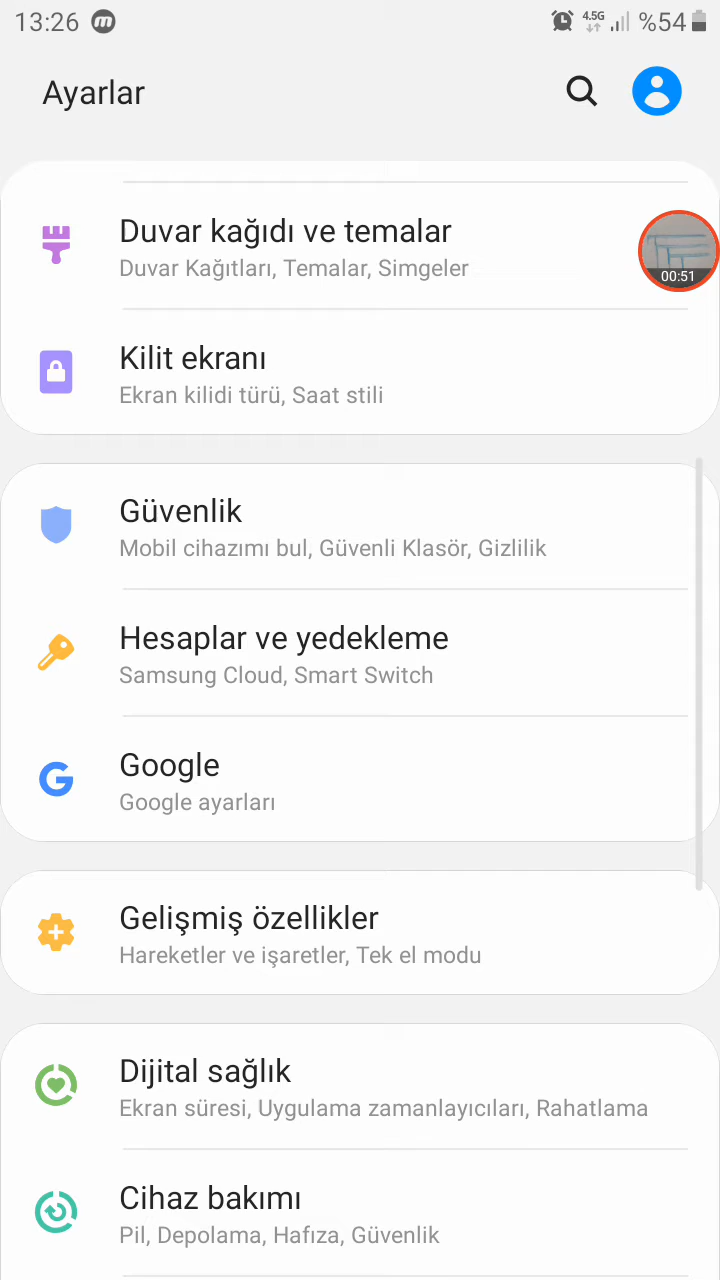 13:26 m 4.5G %54
Ayarlar
Duvar kağıdı ve temalar
Duvar Kağıtları, Temalar, Simgeler
00:51
Kilit ekranı
Ekran kilidi türü, Saat stili
Güvenlik
Mobil cihazımı bul, Güvenli Klasör, Gizlilik
Hesaplar ve yedekleme
Samsung Cloud, Smart Switch
Google
Google ayarları
Gelişmiş özellikler
Hareketler ve işaretler, Tek el modu
Dijital sağlık
Ekran süresi, Uygulama zamanlayıcıları, Rahatlama
Cihaz bakımı
Pil, Depolama, Hafıza, Güvenlik